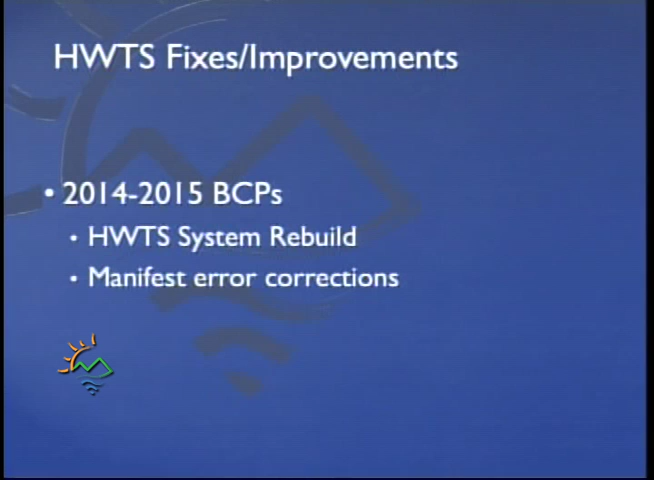 HWTS Fixes/Improvements
• 2014-2015 BCPs
• HWTS System Rebuild
• Manifest error corrections